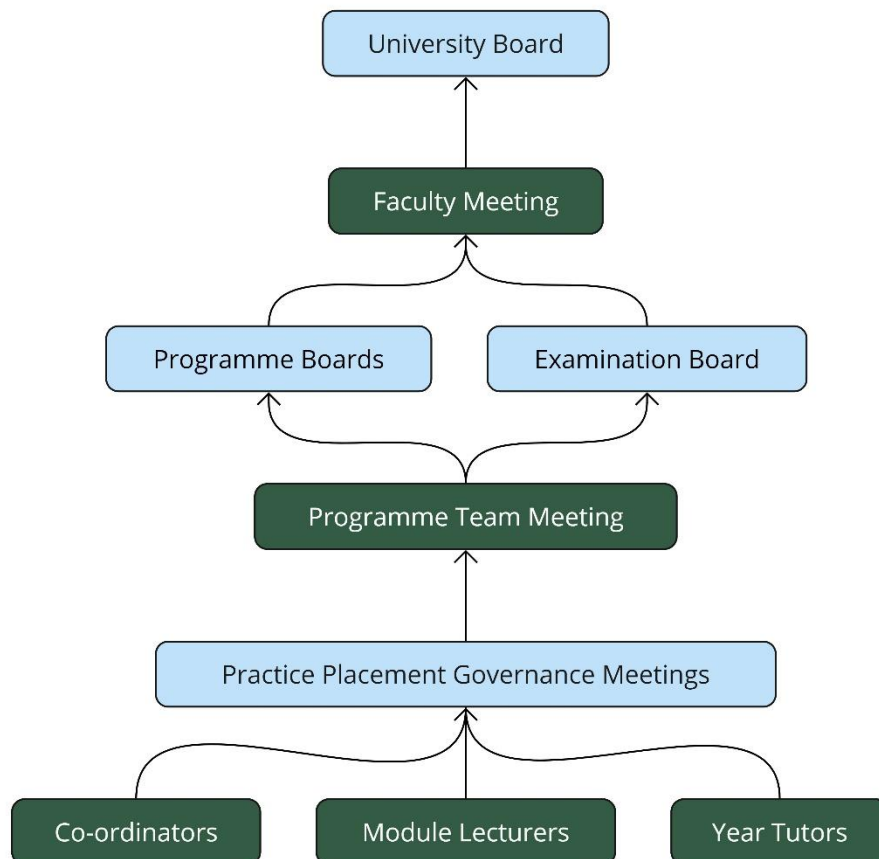 University Board
Faculty Meeting
Programme Boards
Examination Board
Programme Team Meeting
Practice Placement Governance Meetings
Co-ordinators
Module Lecturers
Year Tutors